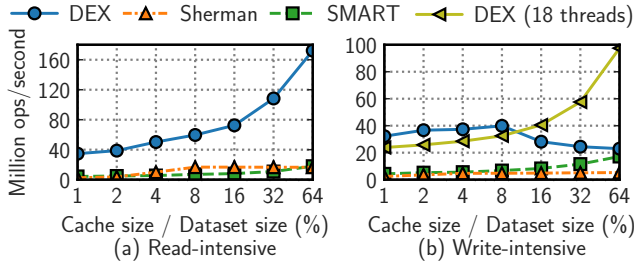 DEX Sherman SMART DEX (18 threads)
Million ops/second
160
120
80
40
0
1 2 4 8 16 32 64
Cache size / Dataset size (%)
(a) Read-intensive
100
80
60
40
20
0
1 2 4 8 16 32 64
Cache size / Dataset size (%)
(b) Write-intensive